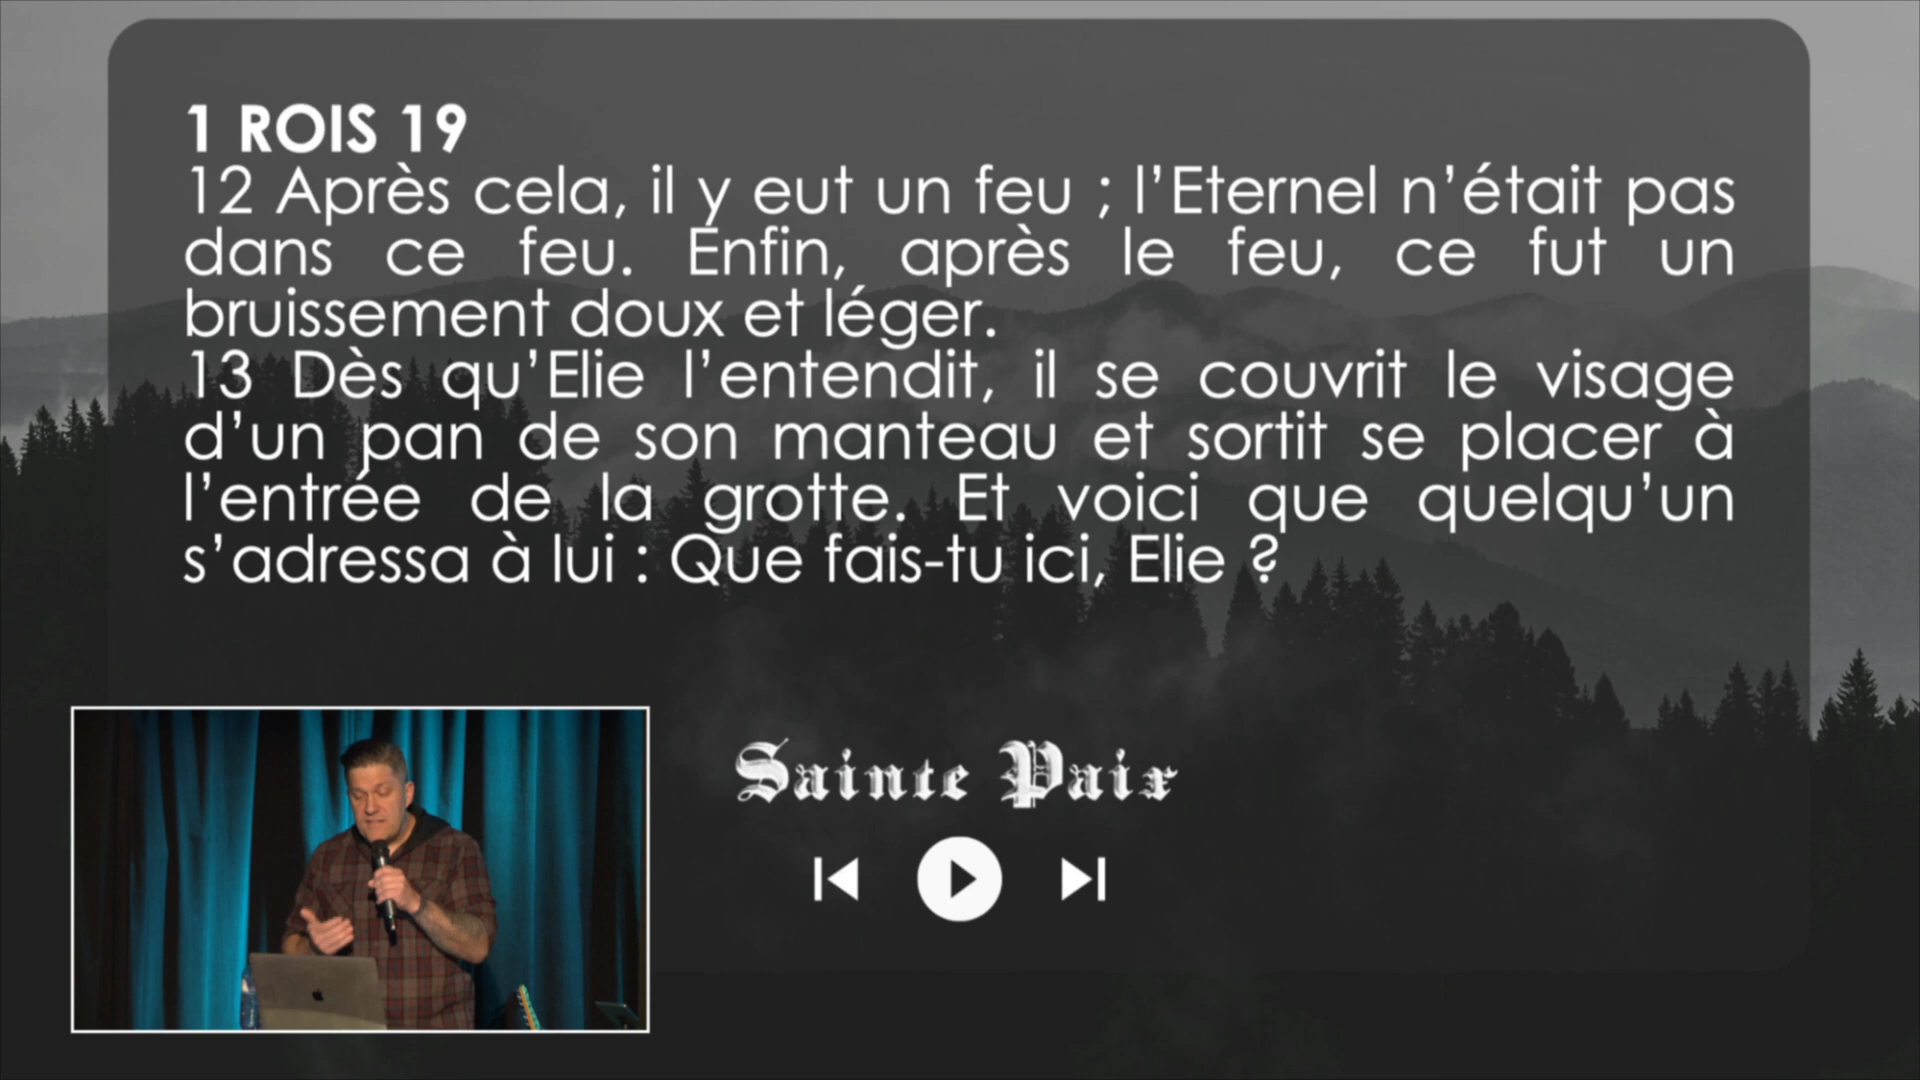 1 ROIS 19
12 Après cela, il y eut un feu ; l’Eternel n’était pas
dans ce feu. Enfin, après le feu, ce fut un
bruissement doux et léger.
13 Dès qu’Elie l’entendit, il se couvrit le visage
d’un pan de son manteau et sortit se placer à
l’entrée de la grotte. Et voici que quelqu’un
s’adressa à lui : Que fais-tu ici, Elie ?
Sainte Paix